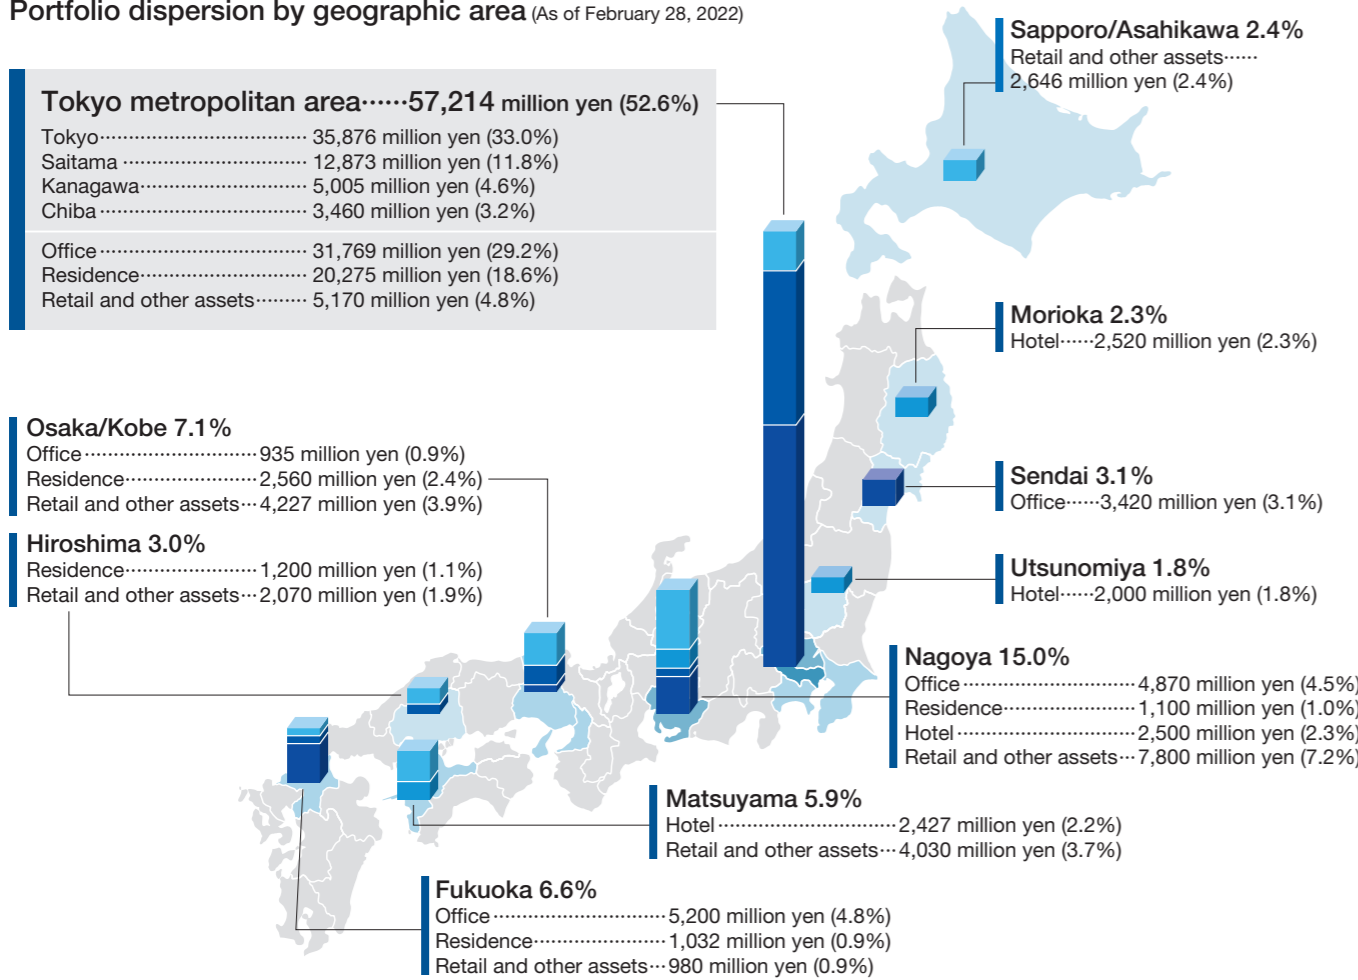 Portfolio dispersion by geographic area (As of February 28, 2022)
Tokyo metropolitan area······57,214 million yen (52.6%)
Tokyo 35,876 million yen (33.0%)
Saitama 12,873 million yen (11.8%)
Kanagawa 5,005 million yen (4.6%)
Chiba 3,460 million yen (3.2%)
Office 31,769 million yen (29.2%)
Residence 20,275 million yen (18.6%)
Retail and other assets 5,170 million yen (4.8%)
Sapporo/Asahikawa 2.4%
Retail and other assets······
2,646 million yen (2.4%)
Morioka 2.3%
Hotel······2,520 million yen (2.3%)
Sendai 3.1%
Office······3,420 million yen (3.1%)
Utsunomiya 1.8%
Hotel······2,000 million yen (1.8%)
Nagoya 15.0%
Office 4,870 million yen (4.5%)
Residence 1,100 million yen (1.0%)
Hotel 2,500 million yen (2.3%)
Retail and other assets···7,800 million yen (7.2%)
Osaka/Kobe 7.1%
Office 935 million yen (0.9%)
Residence 2,560 million yen (2.4%)
Retail and other assets···4,227 million yen (3.9%)
Hiroshima 3.0%
Residence 1,200 million yen (1.1%)
Retail and other assets···2,070 million yen (1.9%)
Matsuyama 5.9%
Hotel 2,427 million yen (2.2%)
Retail and other assets···4,030 million yen (3.7%)
Fukuoka 6.6%
Office 5,200 million yen (4.8%)
Residence 1,032 million yen (0.9%)
Retail and other assets···980 million yen (0.9%)